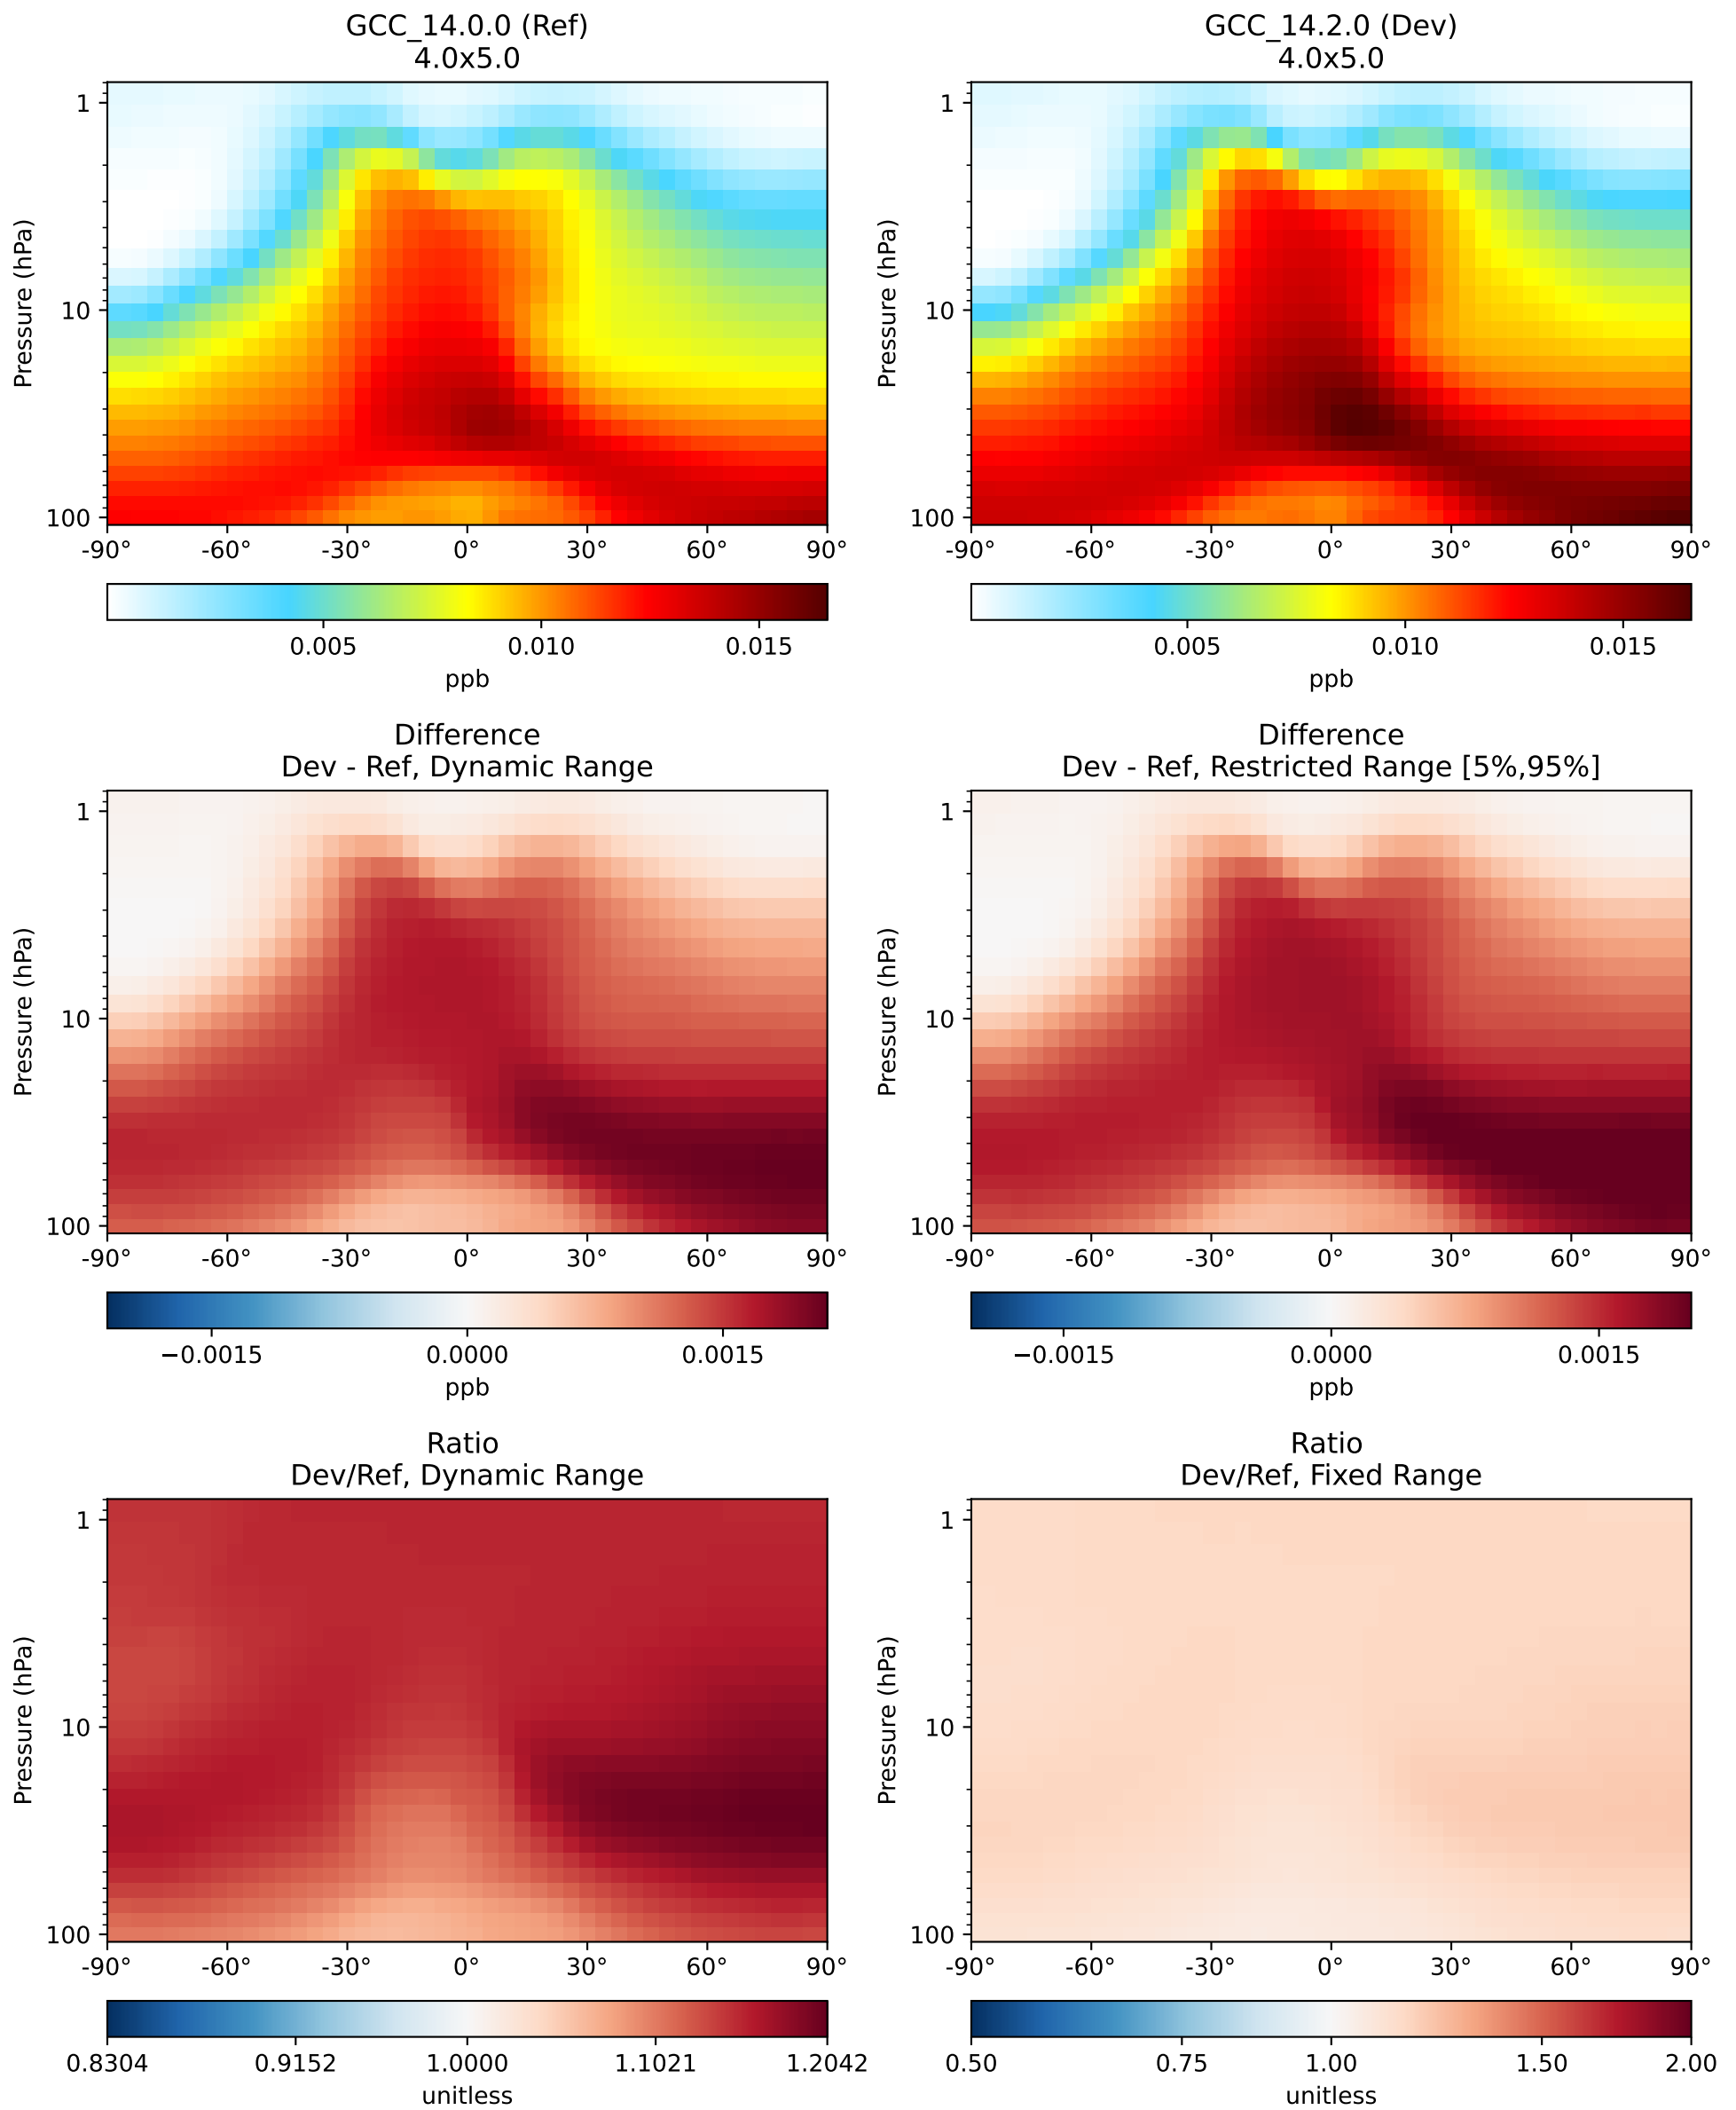 GCC_14.0.0 (Ref)
4.0x5.0
Pressure (hPa)
1
10
100
-90° -60° -30° 0° 30° 60° 90°
0.005 0.010 0.015
ppb
GCC_14.2.0 (Dev)
4.0x5.0
Pressure (hPa)
1
10
100
-90° -60° -30° 0° 30° 60° 90°
0.005 0.010 0.015
ppb
Difference
Dev - Ref, Dynamic Range
Pressure (hPa)
1
10
100
-90° -60° -30° 0° 30° 60° 90°
−0.0015 0.0000 0.0015
ppb
Difference
Dev - Ref, Restricted Range [5%,95%]
Pressure (hPa)
1
10
100
-90° -60° -30° 0° 30° 60° 90°
−0.0015 0.0000 0.0015
ppb
Ratio
Dev/Ref, Dynamic Range
Pressure (hPa)
1
10
100
-90° -60° -30° 0° 30° 60° 90°
0.8304 0.9152 1.0000 1.1021 1.2042
unitless
Ratio
Dev/Ref, Fixed Range
Pressure (hPa)
1
10
100
-90° -60° -30° 0° 30° 60° 90°
0.50 0.75 1.00 1.50 2.00
unitless